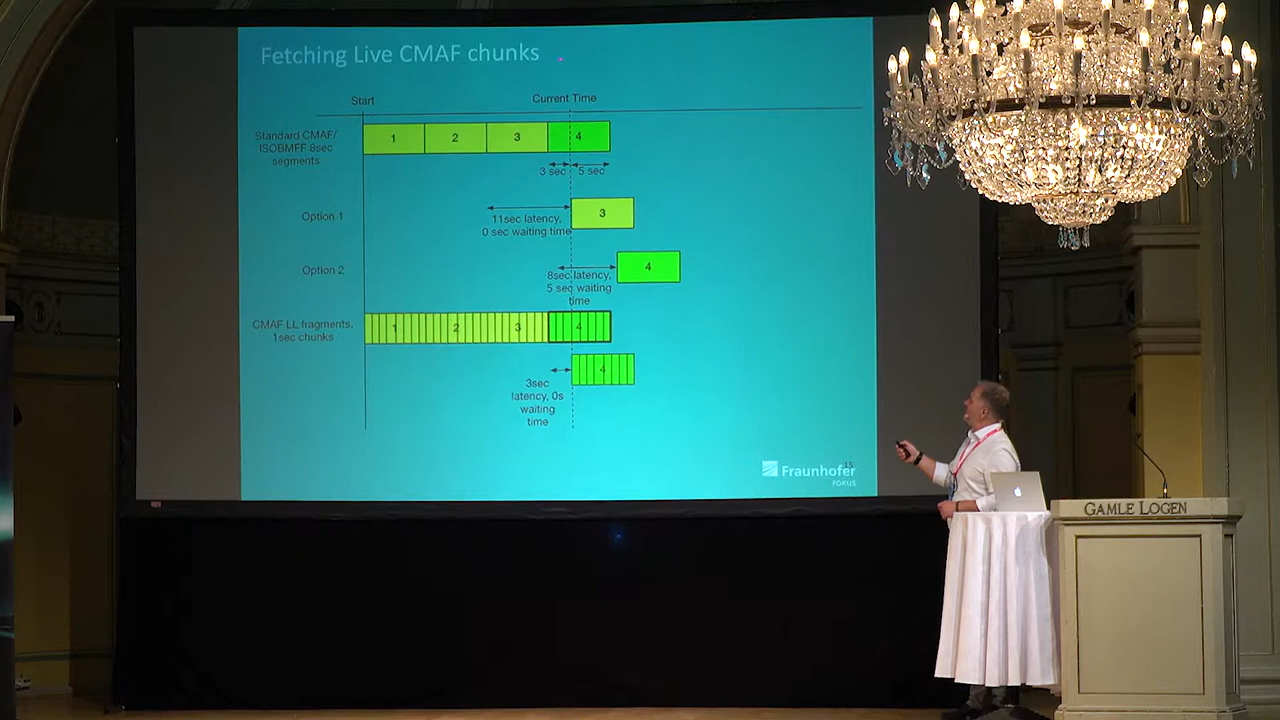 Fetching Live CMAF chunks
Start
Current Time
Standard CMAF/
ISOBMFF 8sec
segments
1
2
3
4
3 sec
5 sec
Option 1
3
11sec latency,
0 sec waiting time
Option 2
4
8sec latency,
5 sec waiting
time
CMAF LL fragments,
1sec chunks
1
2
3
4
4
3sec
latency, 0s
waiting
time
15
Fraunhofer
FOKUS
GAMLE LOGEN